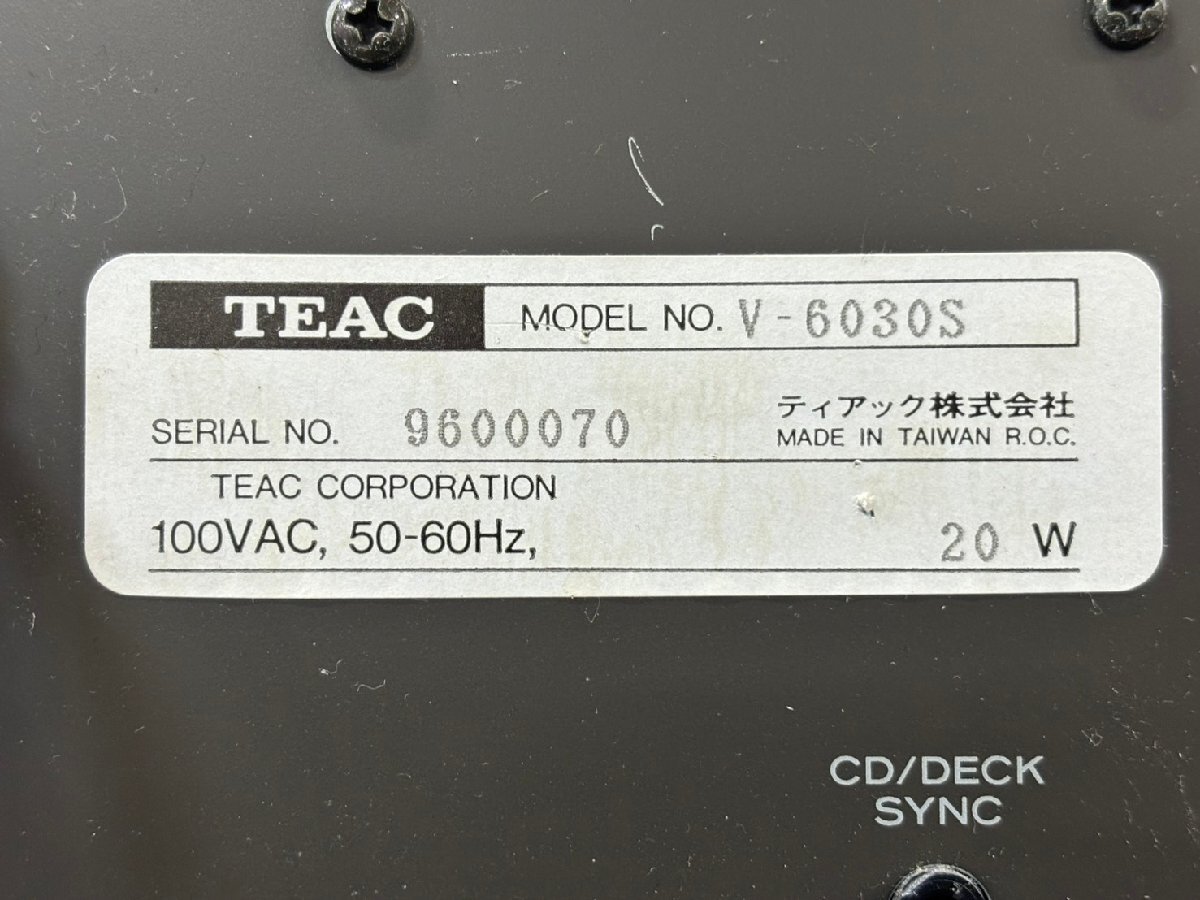 TEAC MODEL NO. V-6030S
ティアック株式会社
SERIAL NO. 9600070 MADE IN TAIWAN R.O.C.
TEAC CORPORATION
100VAC, 50-60Hz, 20 W
CD/DECK
SYNC